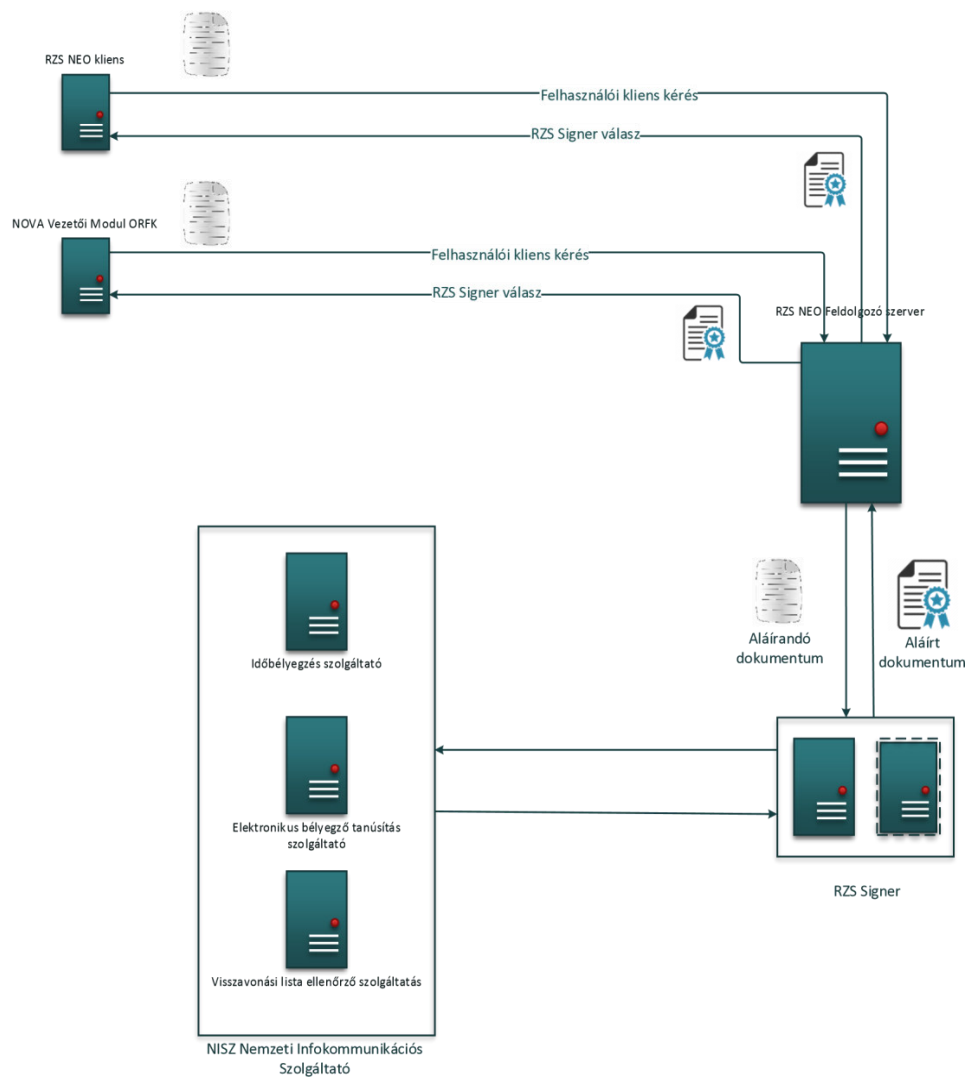 RZS NEO kliens
Felhasználói kliens kérés
RZS Signer válasz
NOVA Vezetői Modul ORFK
Felhasználói kliens kérés
RZS Signer válasz
RZS NEO Feldolgozó szerver
Aláírandó
dokumentum
Aláírt
dokumentum
Időbélyegzés szolgáltató
Elektronikus bélyegző tanúsítás
szolgáltató
Visszavonási lista ellenőrző szolgáltatás
RZS Signer
NISZ Nemzeti Infokommunikációs
Szolgáltató